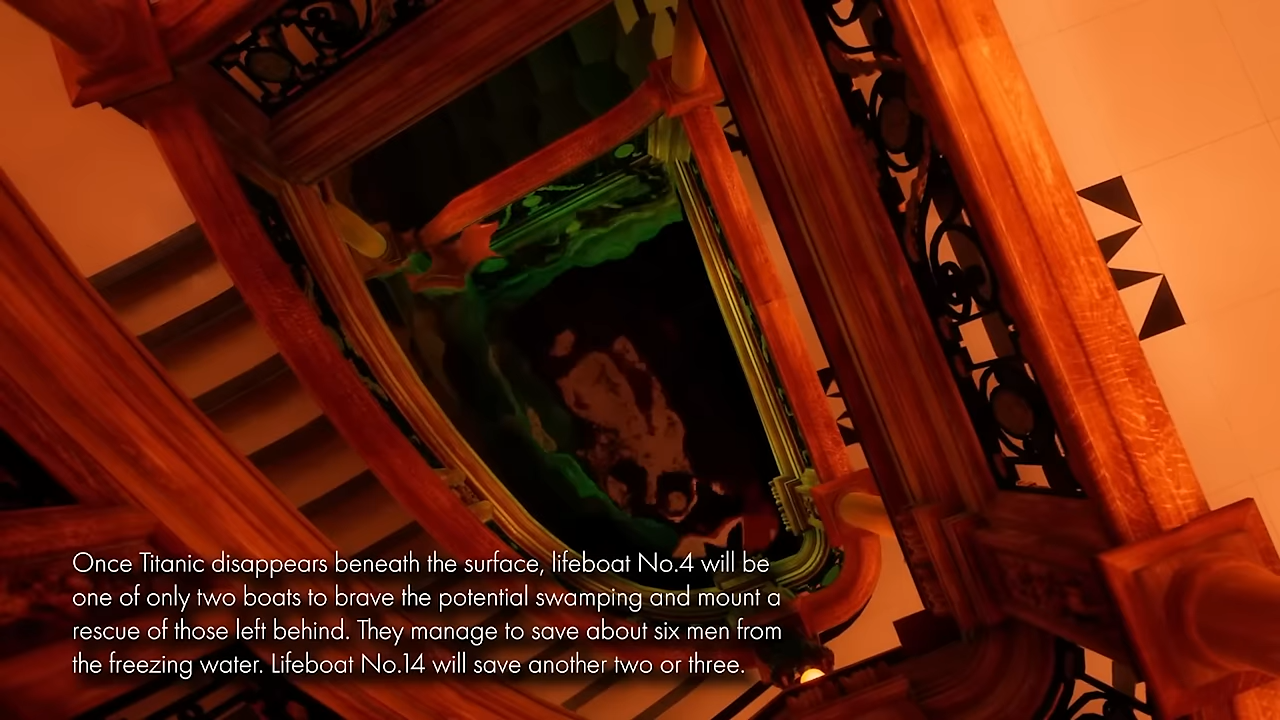 Once Titanic disappears beneath the surface, lifeboat No.4 will be
one of only two boats to brave the potential swamping and mount a
rescue of those left behind. They manage to save about six men from
the freezing water. Lifeboat No.14 will save another two or three.